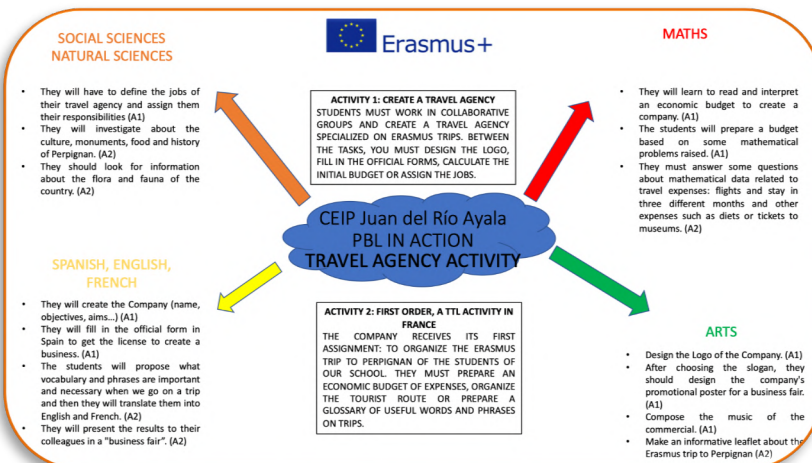 SOCIAL SCIENCES
NATURAL SCIENCES
• They will have to define the jobs of
their travel agency and assign them
their responsibilities (A1)
• They will investigate about the
culture, monuments, food and history
of Perpignan. (A2)
• They should look for information
about the flora and fauna of the
country. (A2)
Erasmus+
ACTIVITY 1: CREATE A TRAVEL AGENCY
STUDENTS MUST WORK IN COLLABORATIVE
GROUPS AND CREATE A TRAVEL AGENCY
SPECIALIZED ON ERASMUS TRIPS. BETWEEN
THE TASKS, YOU MUST DESIGN THE LOGO,
FILL IN THE OFFICIAL FORMS, CALCULATE THE
INITIAL BUDGET OR ASSIGN THE JOBS.
MATHS
• They will learn to read and interpret
an economic budget to create a
company. (A1)
• The students will prepare a budget
based on some mathematical
problems raised. (A1)
• They must answer some questions
about mathematical data related to
travel expenses: flights and stay in
three different months and other
expenses such as diets or tickets to
museums. (A2)
CEIP Juan del Río Ayala
PBL IN ACTION
TRAVEL AGENCY ACTIVITY
SPANISH, ENGLISH,
FRENCH
• They will create the Company (name,
objectives, aims...) (A1)
• They will fill in the official form in
Spain to get the license to create a
business. (A1)
• The students will propose what
vocabulary and phrases are important
and necessary when we go on a trip
and then they will translate them into
English and French. (A2)
• They will present the results to their
colleagues in a "business fair". (A2)
ACTIVITY 2: FIRST ORDER, A TTL ACTIVITY IN
FRANCE
THE COMPANY RECEIVES ITS FIRST
ASSIGNMENT: TO ORGANIZE THE ERASMUS
TRIP TO PERPIGNAN OF THE STUDENTS OF
OUR SCHOOL. THEY MUST PREPARE AN
ECONOMIC BUDGET OF EXPENSES, ORGANIZE
THE TOURIST ROUTE OR PREPARE A
GLOSSARY OF USEFUL WORDS AND PHRASES
ON TRIPS.
ARTS
• Design the Logo of the Company. (A1)
• After choosing the slogan, they
should design the company's
promotional poster for a business fair.
(A1)
• Compose the music of the
commercial. (A1)
• Make an informative leaflet about the
Erasmus trip to Perpignan (A2)